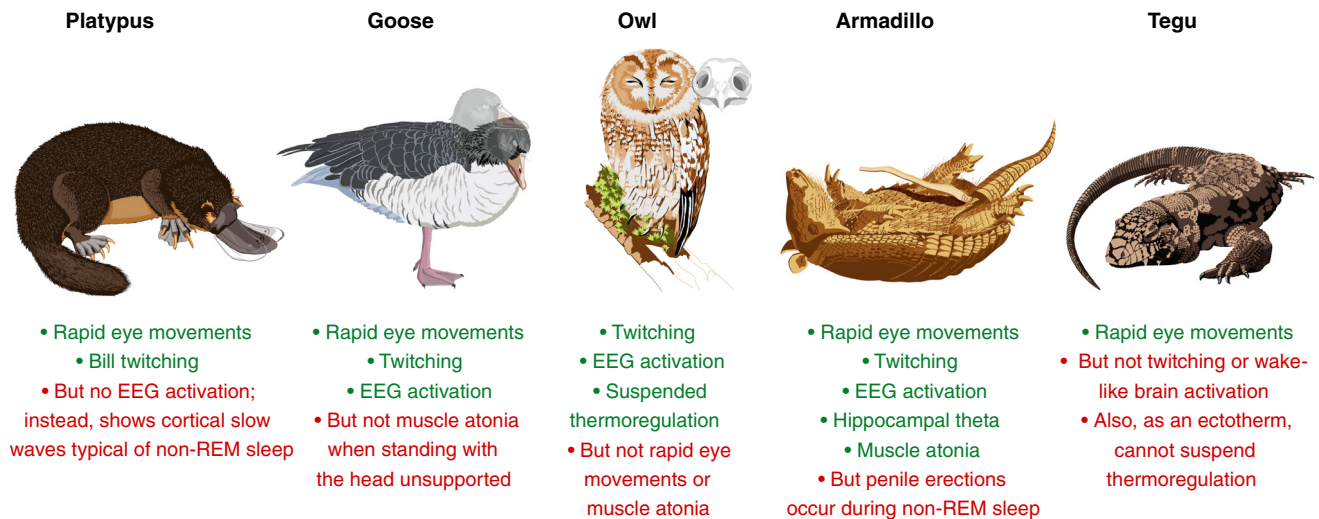 Platypus
Goose
Owl
Armadillo
Tegu
• Rapid eye movements
• Bill twitching
• But no EEG activation;
instead, shows cortical slow
waves typical of non-REM sleep
• Rapid eye movements
• Twitching
• EEG activation
• But not muscle atonia
when standing with
the head unsupported
• Twitching
• EEG activation
• Suspended
thermoregulation
• But not rapid eye
movements or
muscle atonia
• Rapid eye movements
• Twitching
• EEG activation
• Hippocampal theta
• Muscle atonia
• But penile erections
occur during non-REM sleep
• Rapid eye movements
• But not twitching or wake-
like brain activation
• Also, as an ectotherm,
cannot suspend
thermoregulation